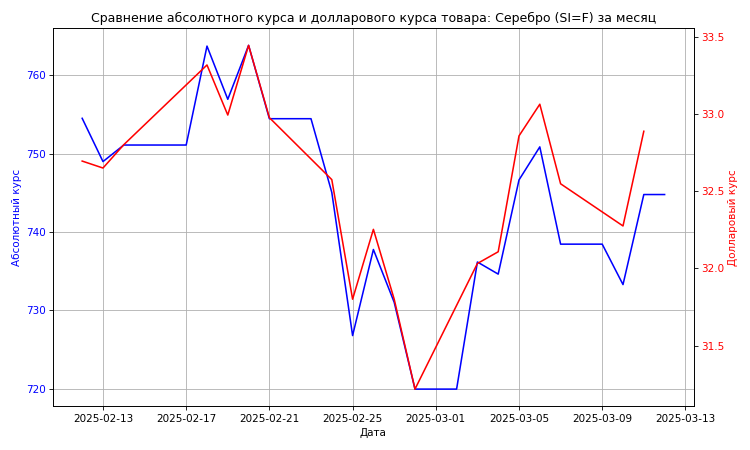 Сравнение абсолютного курса и долларового курса товара: Серебро (SI=F) за месяц
Абсолютный курс
760
750
740
730
720
33.5
33.0
32.5
32.0
31.5
Долларовый курс
2025-02-13 2025-02-17 2025-02-21 2025-02-25 2025-03-01 2025-03-05 2025-03-09 2025-03-13
Дата